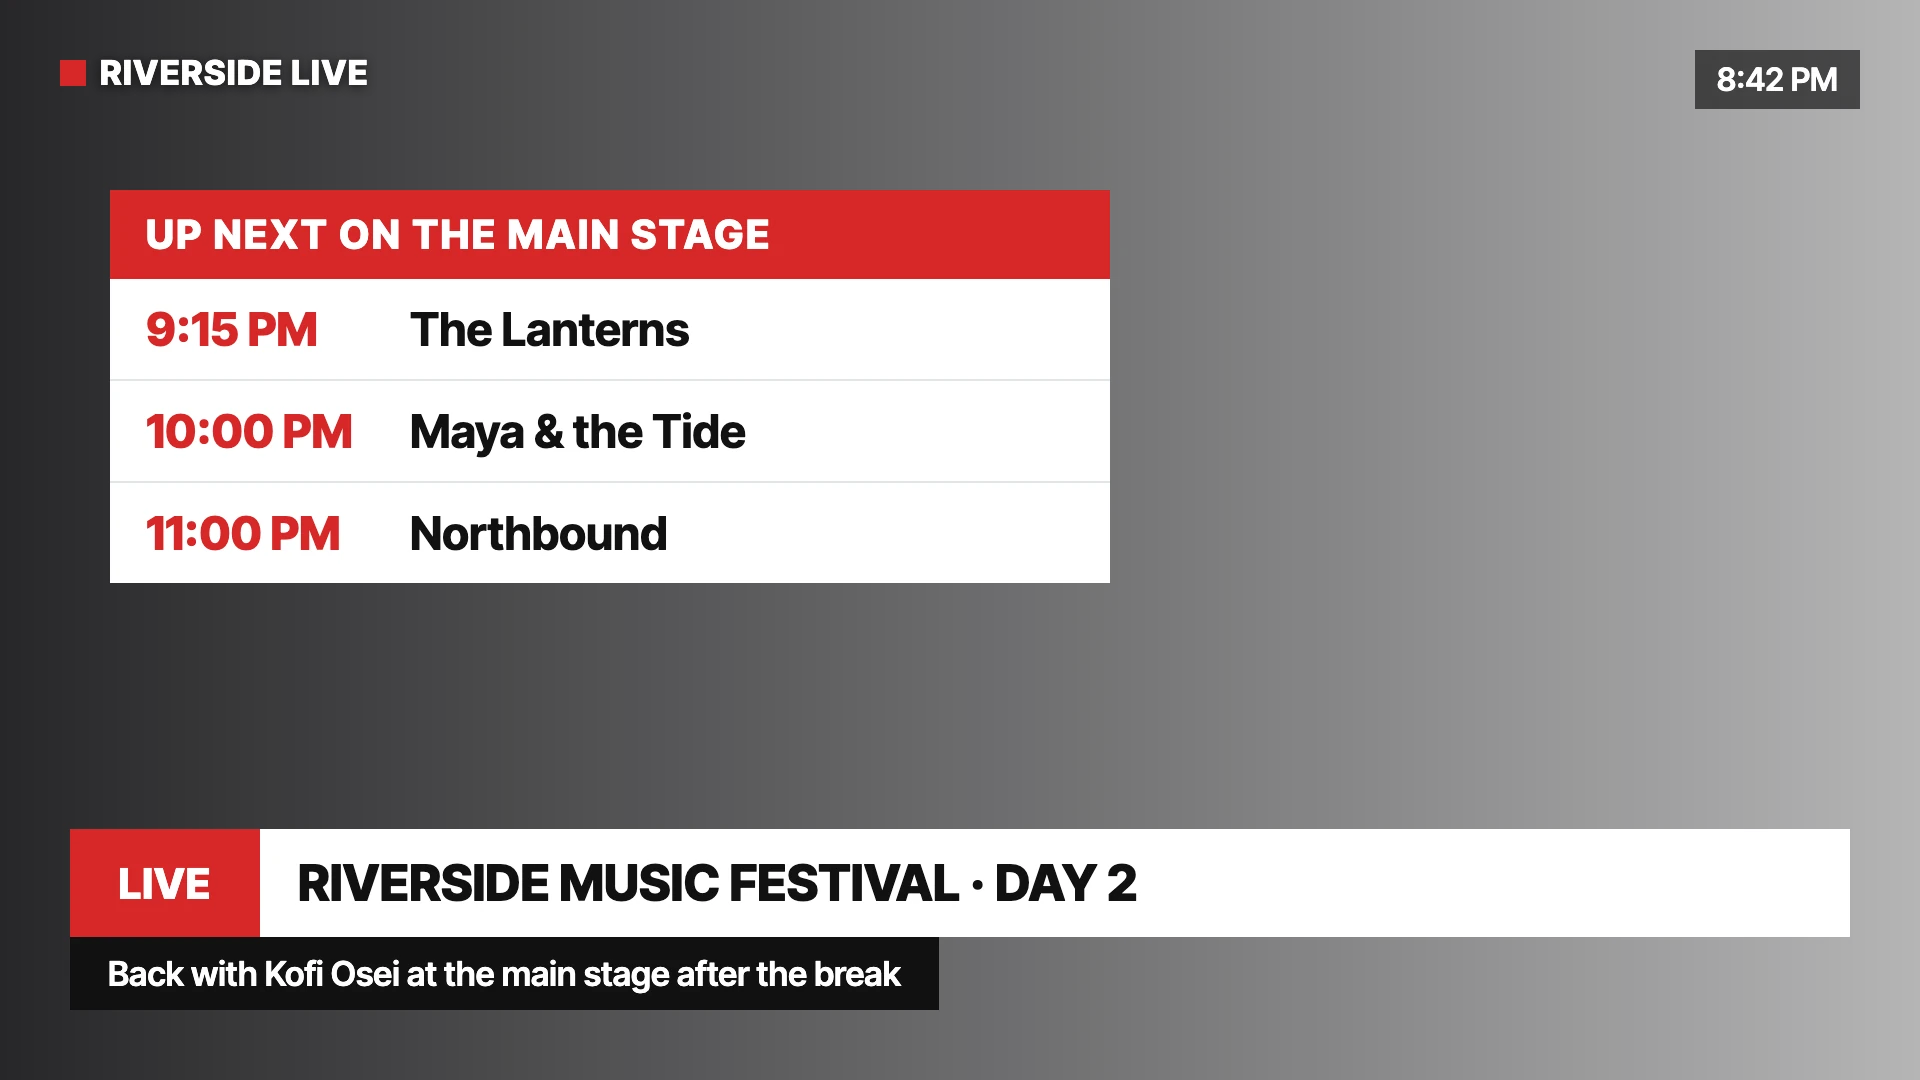 RIVERSIDE LIVE
8:42 PM
UP NEXT ON THE MAIN STAGE
9:15 PM The Lanterns
10:00 PM Maya & the Tide
11:00 PM Northbound
LIVE RIVERSIDE MUSIC FESTIVAL · DAY 2
Back with Kofi Osei at the main stage after the break